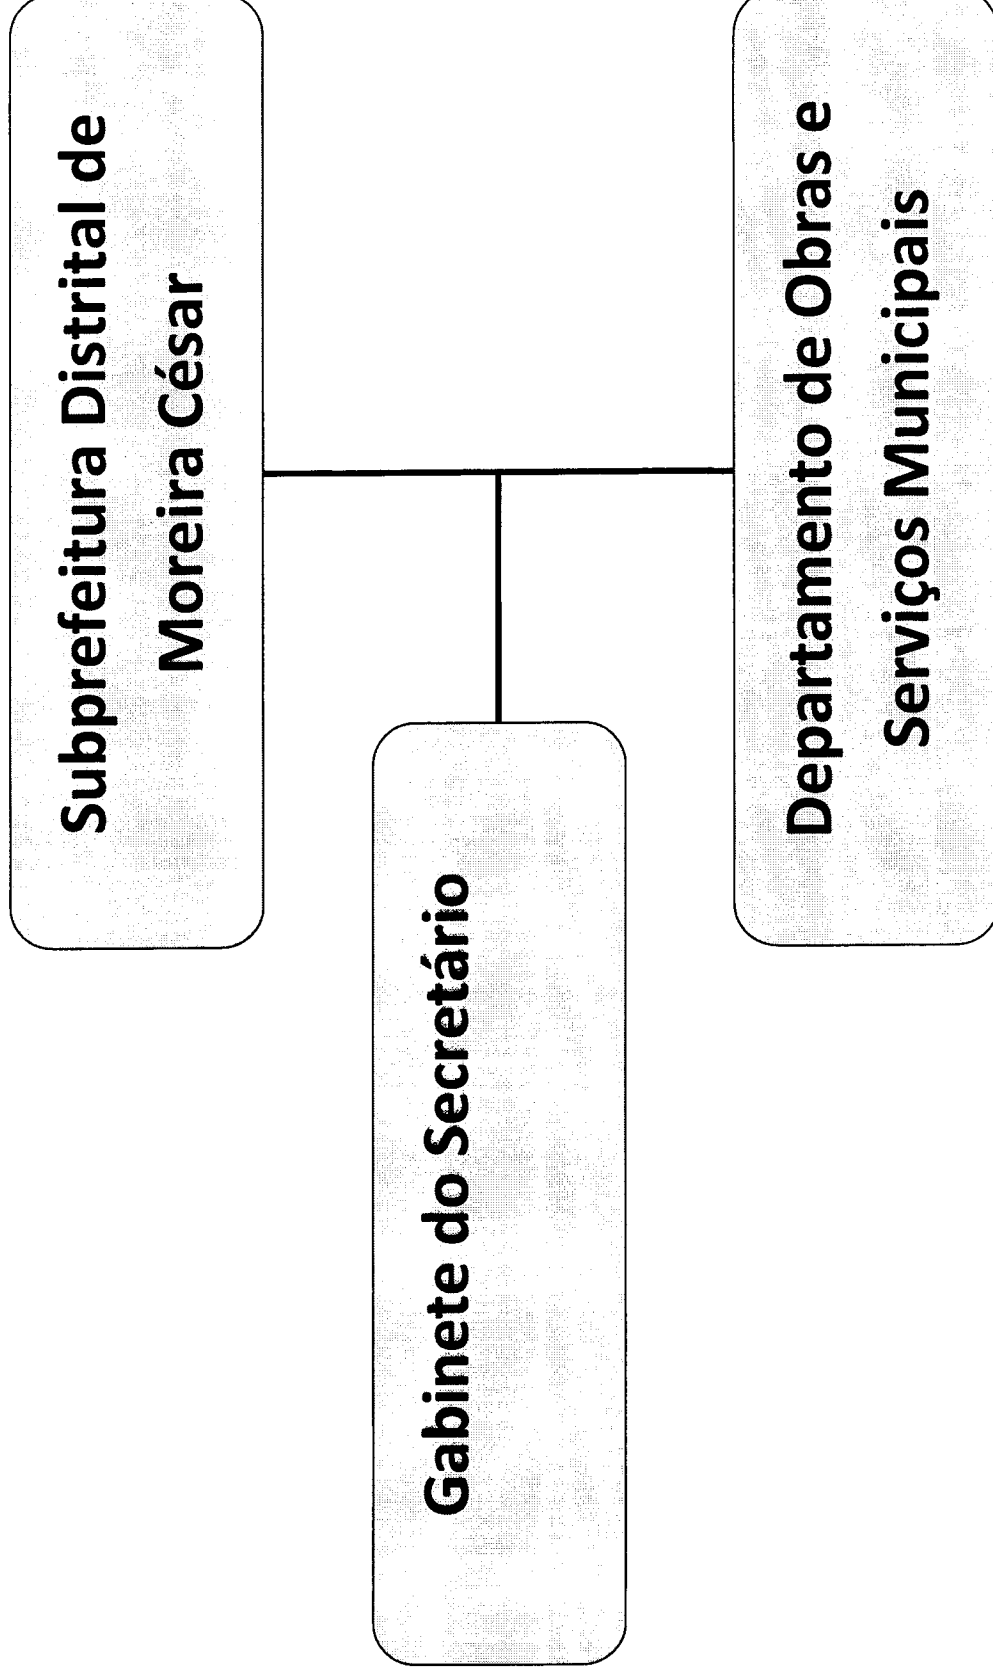 Subprefeitura Distrital de
Moreira César
Gabinete do Secretário
Departamento de Obras e
Serviços Municipais